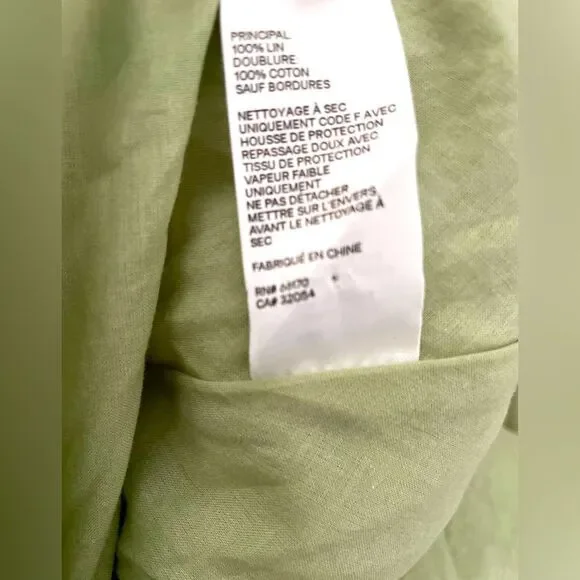 PRINCIPAL
100% LIN
DOUBLURE
100% COTON
SAUF BORDURES
NETTOYAGE À SEC
UNIQUEMENT CODE F AVEC
HOUSSE DE PROTECTION
REPASSAGE DOUX AVEC
TISSU DE PROTECTION
VAPEUR FAIBLE
UNIQUEMENT
NE PAS DÉTACHER
METTRE SUR L'ENVERS
AVANT LE NETTOYAGE À
SEC
FABRIQUÉ EN CHINE
RN#
CA# 32054